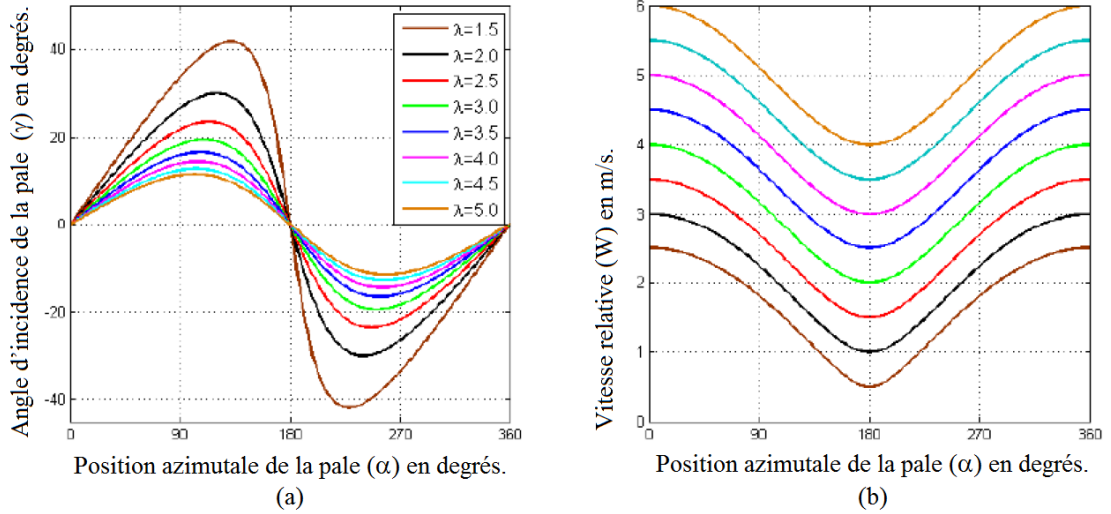 Angle d'incidence de la pale (γ) en degrés.
40
20
0
-20
-40
λ=1.5
λ=2.0
λ=2.5
λ=3.0
λ=3.5
λ=4.0
λ=4.5
λ=5.0
0 90 180 270 360
Position azimutale de la pale (α) en degrés.
(a)
Vitesse relative (W) en m/s.
6
5
4
3
2
1
0
0 90 180 270 360
Position azimutale de la pale (α) en degrés.
(b)